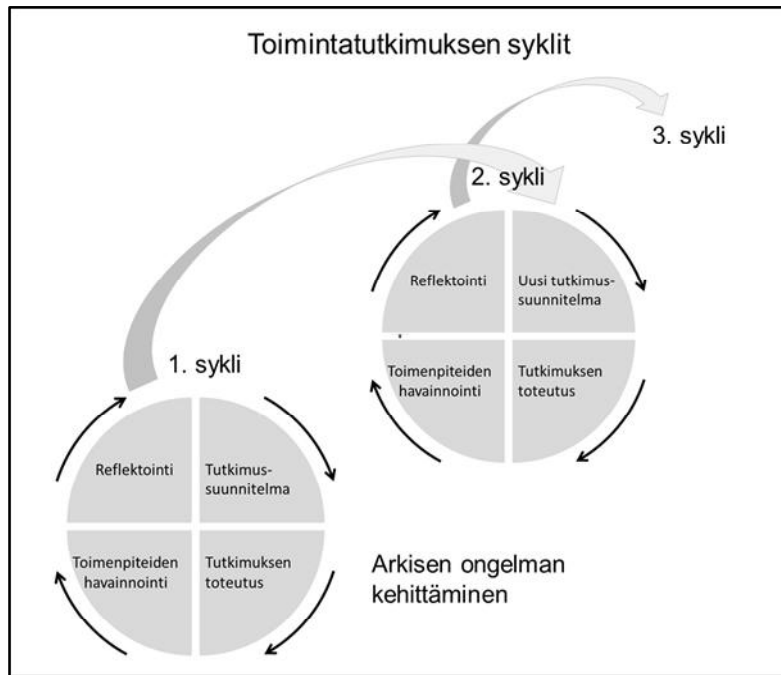 Toimintatutkimuksen syklit
3. sykli
2. sykli
Reflektointi
Uusi tutkimus-
suunnitelma
Toimenpiteiden
havainnointi
Tutkimuksen
toteutus
1. sykli
Reflektointi
Tutkimus-
suunnitelma
Toimenpiteiden
havainnointi
Tutkimuksen
toteutus
Arkisen ongelman
kehittäminen